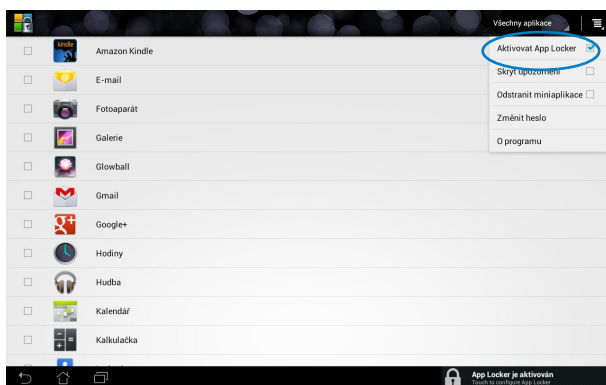 Všechny aplikace
Aktivovat App Locker
Skrýt upozornění
Odstranit miniaplikace
Změnit heslo
O programu
kindle
Amazon Kindle
E-mail
Fotoaparát
Galerie
Glowball
Gmail
Google+
Hodiny
Hudba
Kalendář
Kalkulačka
App Locker je aktivován
Touch to configure App Locker